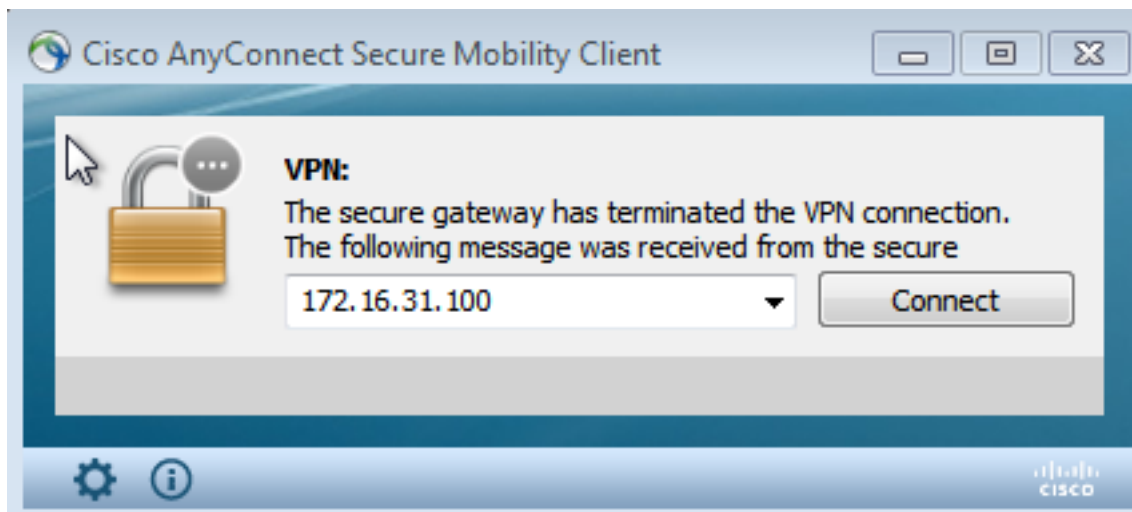 Cisco AnyConnect Secure Mobility Client
VPN:
The secure gateway has terminated the VPN connection.
The following message was received from the secure
172.16.31.100
Connect
CISCO